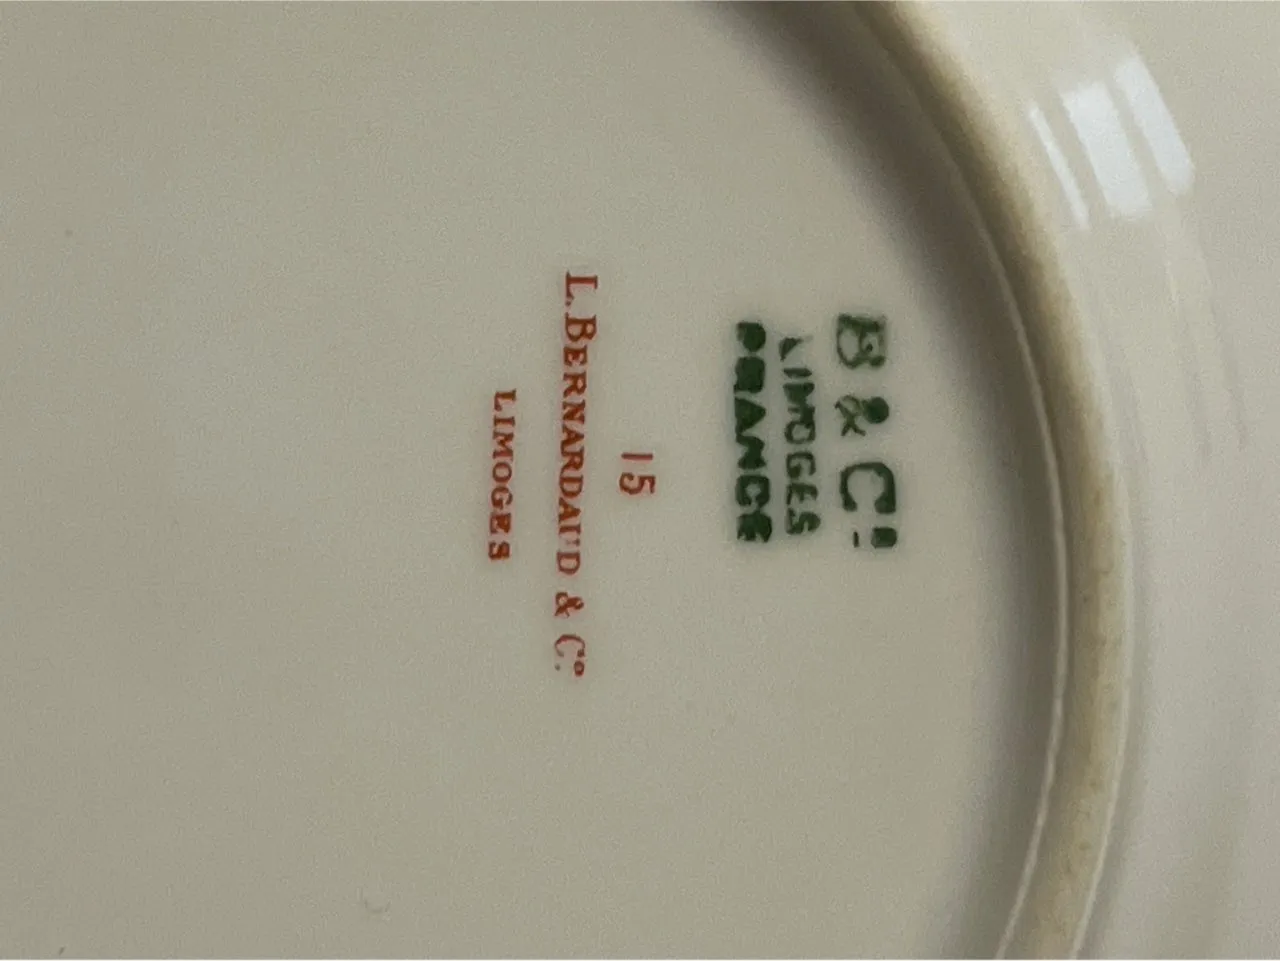 B & Cº
LIMOGES
FRANCE
15
L. BERNARDAUD & Cº
LIMOGES